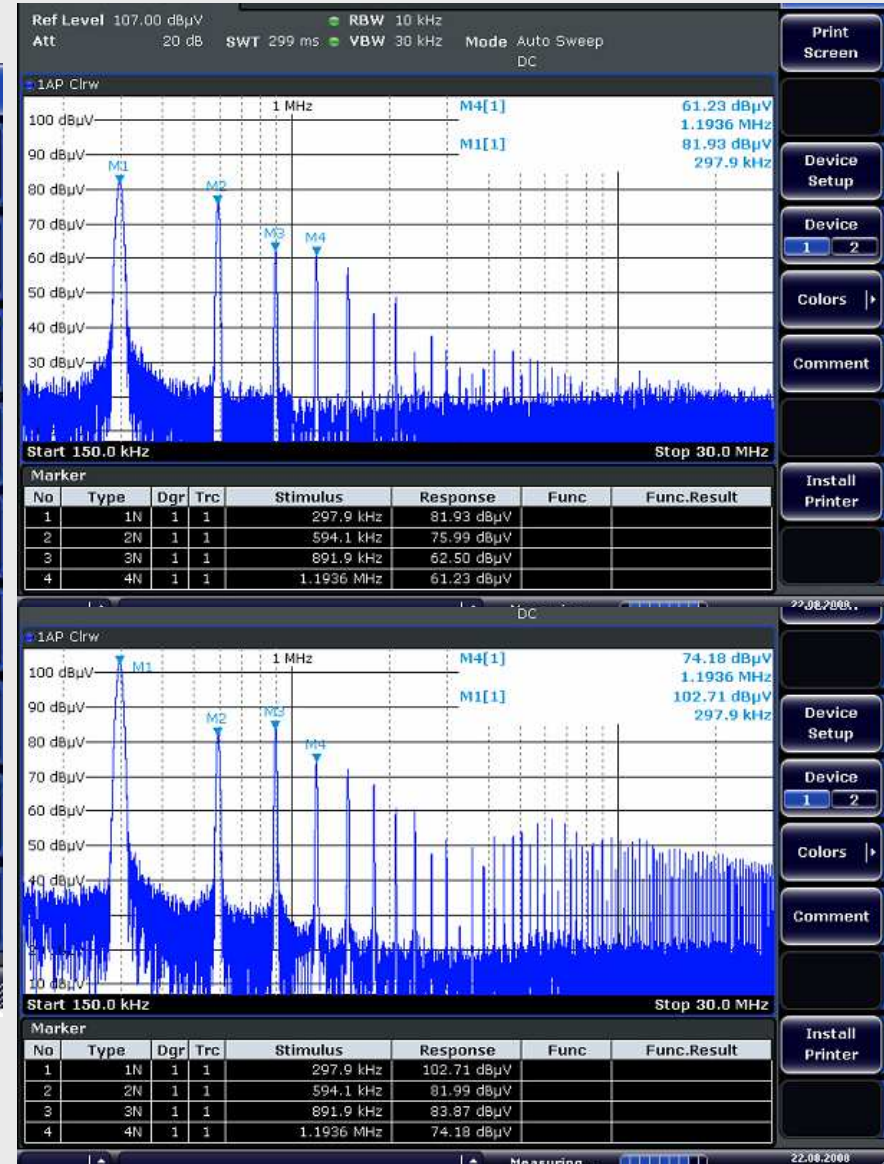 Ref Level 107.00 dBµV RBW 10 kHz
Att 20 dB SWT 299 ms VBW 30 kHz Mode Auto Sweep
DC
1AP Clrw
1 MHz
M4[1] 61.23 dBµV
1.1936 MHz
M1[1] 81.93 dBµV
297.9 kHz
100 dBµV
90 dBµV
M1
80 dBµV
M2
70 dBµV
M3 M4
60 dBµV
50 dBµV
40 dBµV
30 dBµV
Start 150.0 kHz Stop 30.0 MHz
Marker
No Type Dgr Trc Stimulus Response Func Func.Result
1 1N 1 1 297.9 kHz 81.93 dBµV
2 2N 1 1 594.1 kHz 75.99 dBµV
3 3N 1 1 891.9 kHz 62.50 dBµV
4 4N 1 1 1.1936 MHz 61.23 dBµV
Print
Screen
Device
Setup
Device
1 2
Colors
Comment
Install
Printer
22.08.2008
DC
1AP Clrw
1 MHz
M4[1] 74.18 dBµV
1.1936 MHz
M1[1] 102.71 dBµV
297.9 kHz
M1
100 dBµV
90 dBµV
M2 M3
80 dBµV
M4
70 dBµV
60 dBµV
50 dBµV
40 dBµV
10 dBµV
Start 150.0 kHz Stop 30.0 MHz
Marker
No Type Dgr Trc Stimulus Response Func Func.Result
1 1N 1 1 297.9 kHz 102.71 dBµV
2 2N 1 1 594.1 kHz 81.99 dBµV
3 3N 1 1 891.9 kHz 83.87 dBµV
4 4N 1 1 1.1936 MHz 74.18 dBµV
Device
Setup
Device
1 2
Colors
Comment
Install
Printer
Measuring
22.08.2008